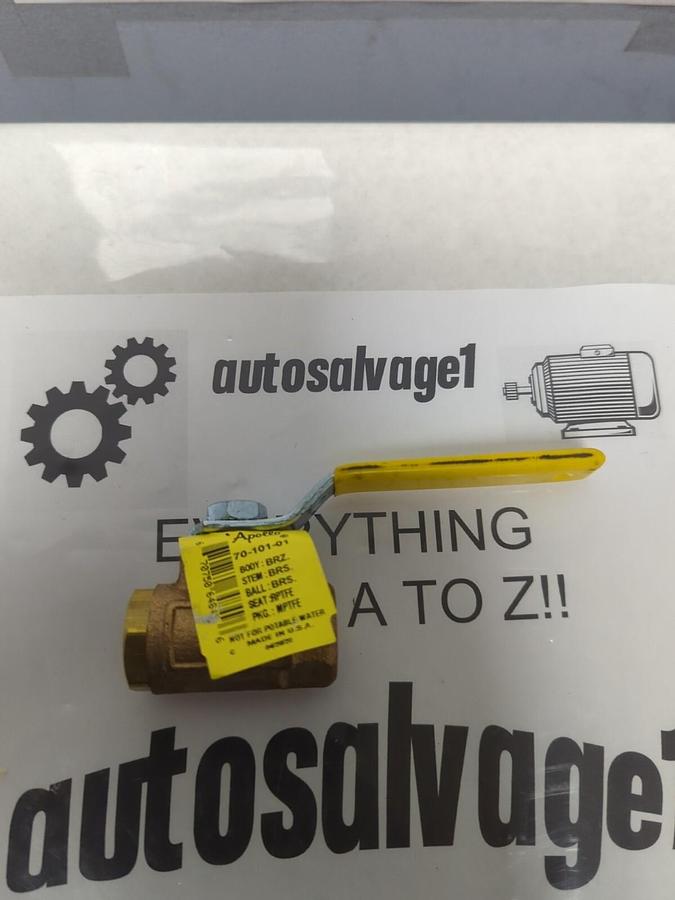 autosalvage1
E RYTHING
A TO Z!!
Apollo®
70-101-01
BODY: BRZ.
STEM: BRS.
BALL: BRS.
SEAT: RPTFE
PKG.: MPTFE
NOT FOR POTABLE WATER
MADE IN U.S.A.
C
autosalvage1